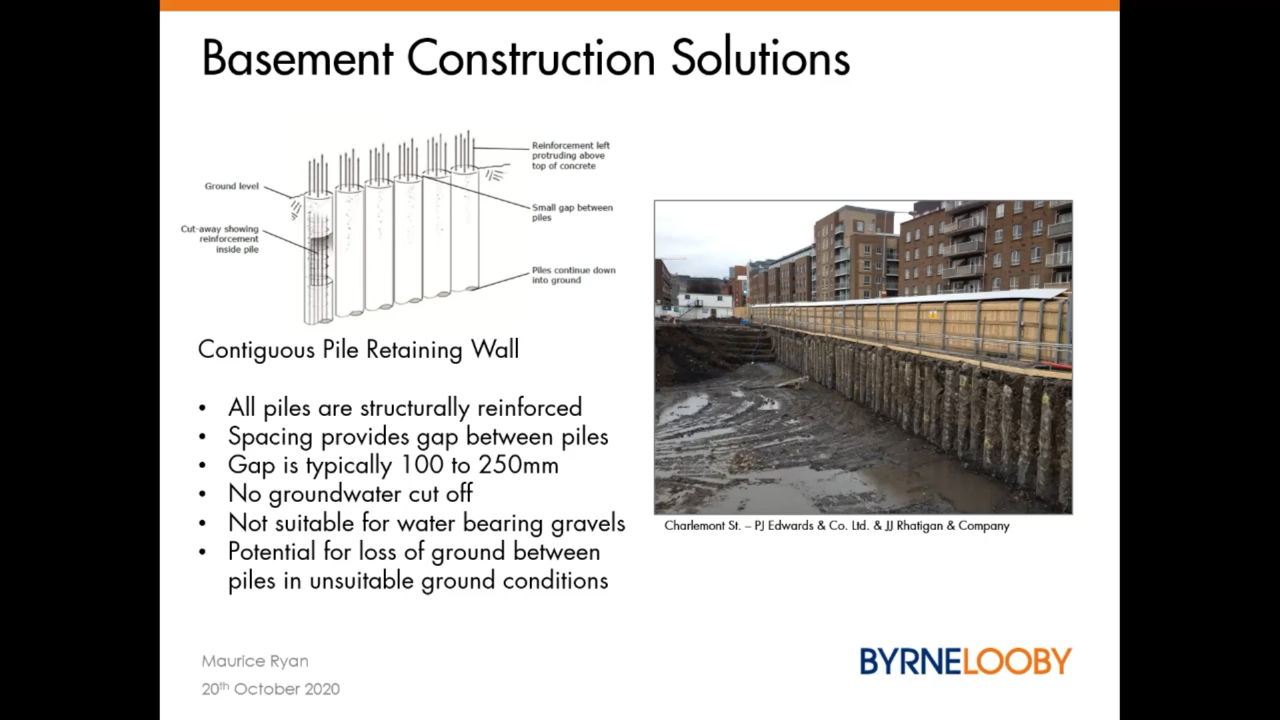 Basement Construction Solutions
Reinforcement left
protruding above
top of concrete
Ground level
Small gap between
piles
Cut-away showing
reinforcement
inside pile
Piles continue down
into ground
Contiguous Pile Retaining Wall
• All piles are structurally reinforced
• Spacing provides gap between piles
• Gap is typically 100 to 250mm
• No groundwater cut off
• Not suitable for water bearing gravels
• Potential for loss of ground between
piles in unsuitable ground conditions
Charlemont St. – PJ Edwards & Co. Ltd. & JJ Rhatigan & Company
Maurice Ryan
20th October 2020
BYRNELOOBY